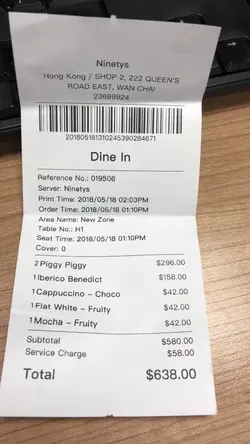 Ninetys
Hong Kong / SHOP 2, 222 QUEEN'S
ROAD EAST, WAN CHAI
23699924
2018051813102453902846​71
Dine In
Reference No.: 019506
Server: Ninetys
Print Time: 2018/05/18 02:03PM
Order Time: 2018/05/18 01:10PM
Area Name: New Zone
Table No.: H1
Seat Time: 2018/05/18 01:10PM
Cover: 0
2 Piggy Piggy $296.00
1 Iberico Benedict $158.00
1 Cappuccino - Choco $42.00
1 Flat White - Fruity $42.00
1 Mocha - Fruity $42.00
Subtotal $580.00
Service Charge $58.00
Total $638.00